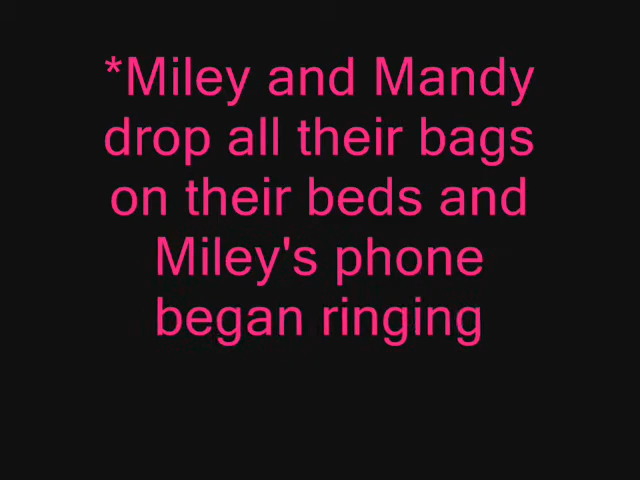 *Miley and Mandy
drop all their bags
on their beds and
Miley's phone
began ringing